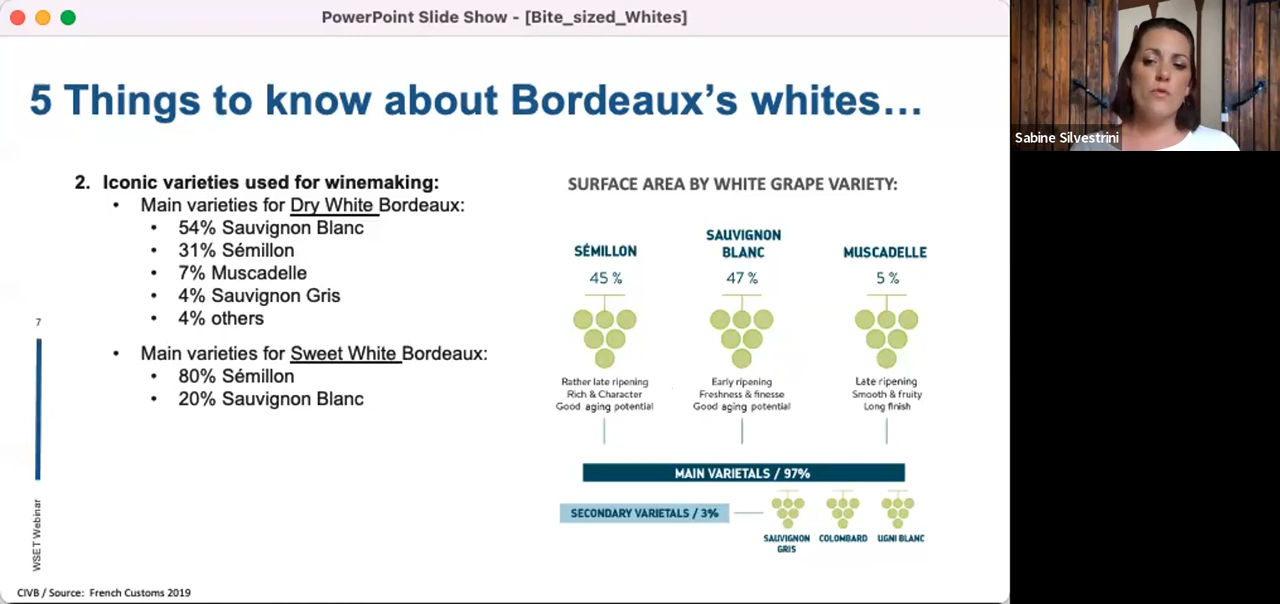 PowerPoint Slide Show - [Bite_sized_Whites]
Sabine Silvestrini
5 Things to know about Bordeaux's whites…
2. Iconic varieties used for winemaking:
• Main varieties for Dry White Bordeaux:
• 54% Sauvignon Blanc
• 31% Sémillon
• 7% Muscadelle
• 4% Sauvignon Gris
• 4% others
• Main varieties for Sweet White Bordeaux:
• 80% Sémillon
• 20% Sauvignon Blanc
SURFACE AREA BY WHITE GRAPE VARIETY:
SÉMILLON
45 %
Rather late ripening
Rich & Character
Good aging potential
SAUVIGNON
BLANC
47 %
Early ripening
Freshness & finesse
Good aging potential
MUSCADELLE
5 %
Late ripening
Smooth & fruity
Long finish
MAIN VARIETALS / 97%
SECONDARY VARIETALS / 3%
SAUVIGNON
GRIS
COLOMBARD
UGNI BLANC
7
WSET Webinar
CIVB / Source: French Customs 2019